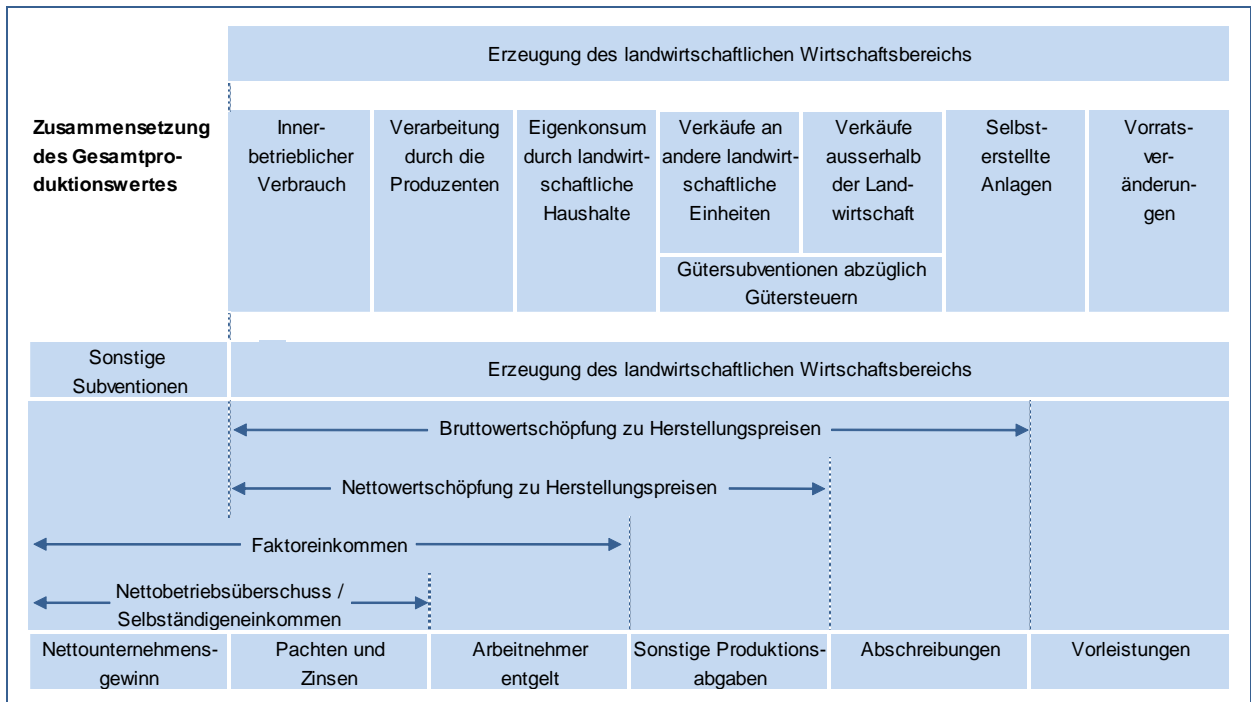 Erzeugung des landwirtschaftlichen Wirtschaftsbereichs
Zusammensetzung
des Gesamtpro-
duktionswertes
Inner-
betrieblicher
Verbrauch
Verarbeitung
durch die
Produzenten
Eigenkonsum
durch landwirt-
schaftliche
Haushalte
Verkäufe an
andere landwirt-
schaftliche
Einheiten
Verkäufe
ausserhalb
der Land-
wirtschaft
Selbst-
erstellte
Anlagen
Vorrats-
ver-
änderun-
gen
Gütersubventionen abzüglich
Gütersteuern
Sonstige
Subventionen
Erzeugung des landwirtschaftlichen Wirtschaftsbereichs
Bruttowertschöpfung zu Herstellungspreisen
Nettowertschöpfung zu Herstellungspreisen
Faktoreinkommen
Nettobetriebsüberschuss /
Selbständigeneinkommen
Nettounternehmens-
gewinn
Pachten und
Zinsen
Arbeitnehmer
entgelt
Sonstige Produktions-
abgaben
Abschreibungen
Vorleistungen